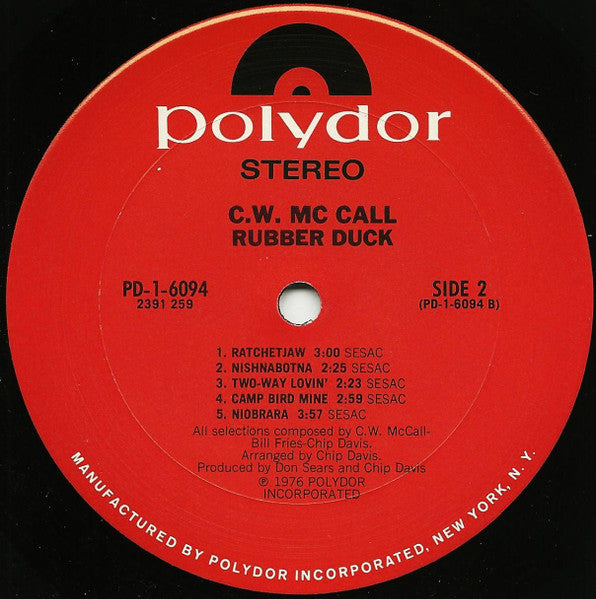 polydor
STEREO
C.W. MC CALL
RUBBER DUCK
PD-1-6094
2391 259
SIDE 2
(PD-1-6094 B)
1. RATCHETJAW 3:00 SESAC
2. NISHNABOTNA 2:25 SESAC
3. TWO-WAY LOVIN' 2:23 SESAC
4. CAMP BIRD MINE 2:59 SESAC
5. NIOBRARA 3:57 SESAC
All selections composed by C.W. McCall-
Bill Fries-Chip Davis.
Arranged by Chip Davis.
Produced by Don Sears and Chip Davis
℗ 1976 POLYDOR
INCORPORATED
MANUFACTURED BY POLYDOR INCORPORATED, NEW YORK, N. Y.